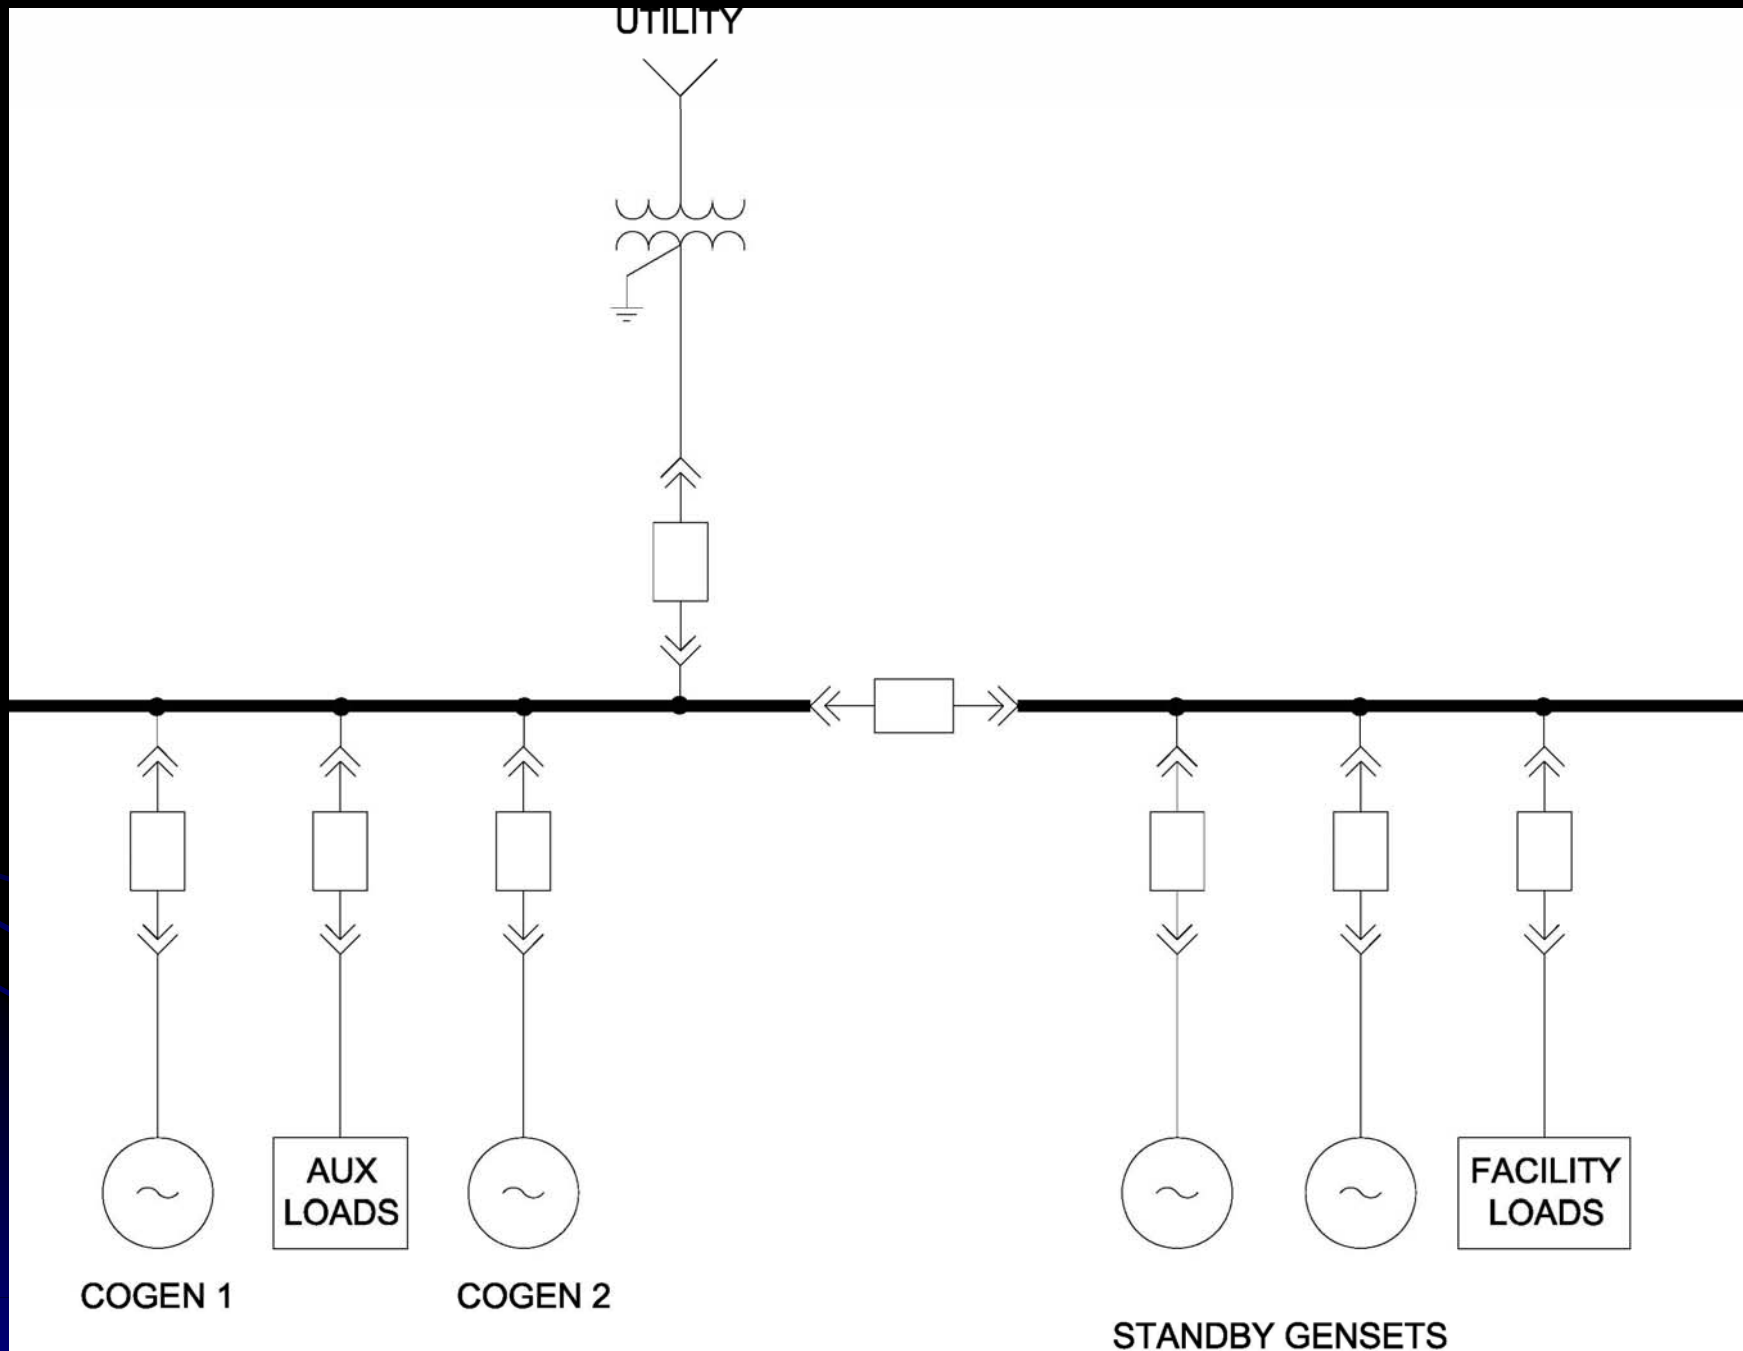 UTILITY
AUX
LOADS
FACILITY
LOADS
COGEN 1
COGEN 2
STANDBY GENSETS